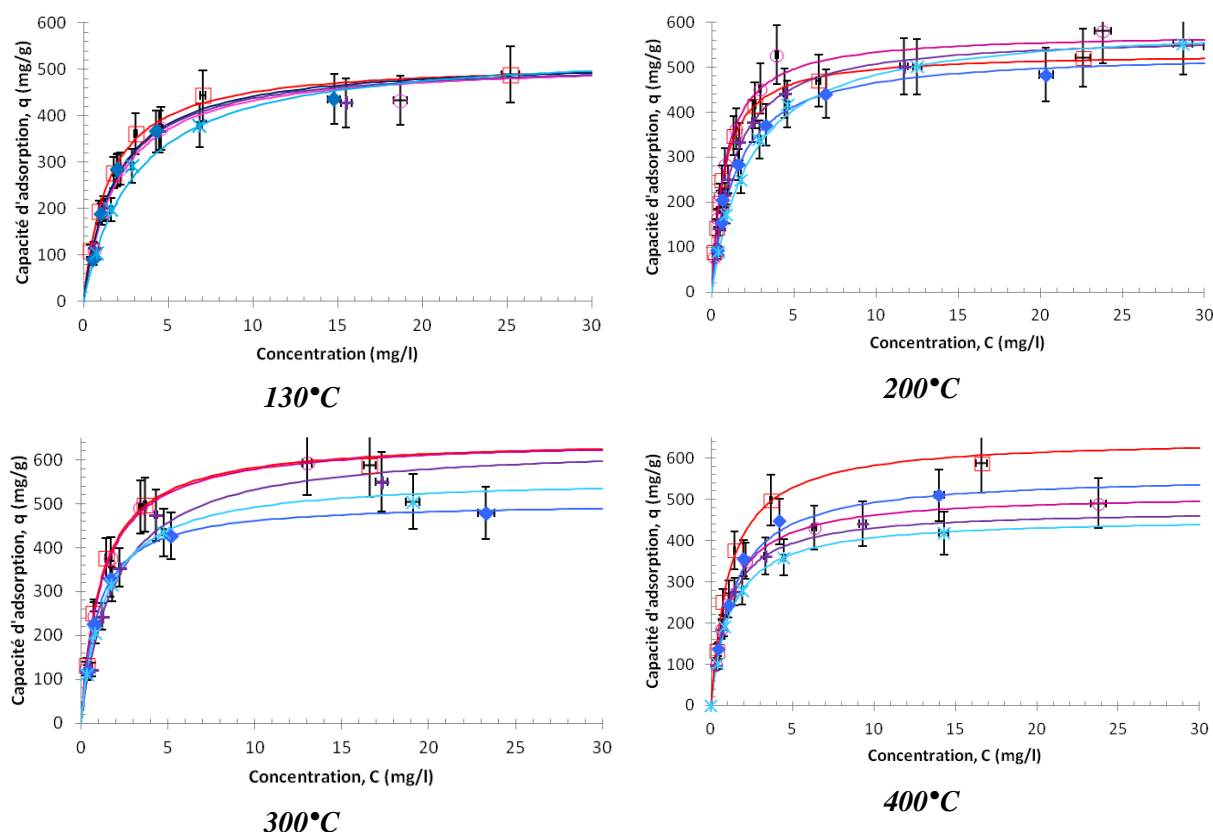 600
500
400
300
200
100
0
Capacité d'adsorption, q (mg/g)
0 5 10 15 20 25 30
Concentration (mg/l)
130°C
600
500
400
300
200
100
0
Capacité d'adsorption, q (mg/g)
0 5 10 15 20 25 30
Concentration, C (mg/l)
200°C
600
500
400
300
200
100
0
Capacité d'adsorption, q (mg/g)
0 5 10 15 20 25 30
Concentration, C (mg/l)
300°C
600
500
400
300
200
100
0
Capacité d'adsorption, q (mg/g)
0 5 10 15 20 25 30
Concentration, C (mg/l)
400°C